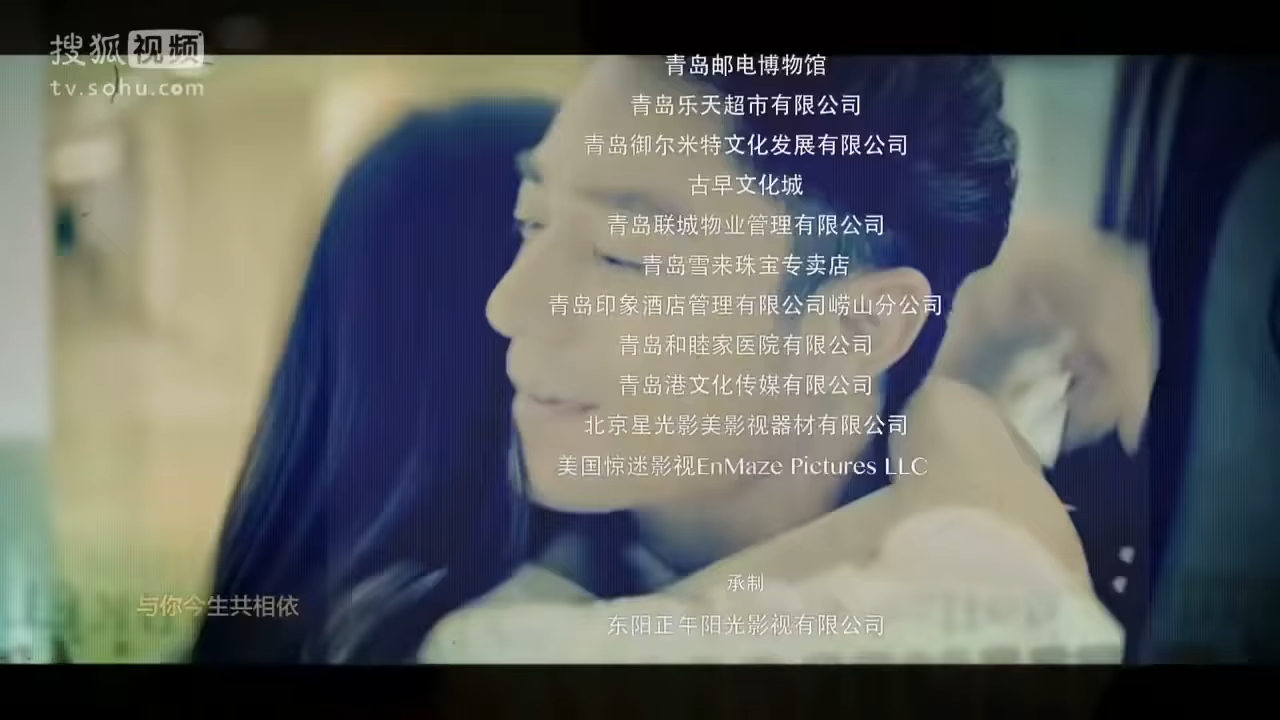 搜狐视频
tv.sohu.com
青岛邮电博物馆
青岛乐天超市有限公司
青岛御尔米特文化发展有限公司
古早文化城
青岛联城物业管理有限公司
青岛雪来珠宝专卖店
青岛印象酒店管理有限公司崂山分公司
青岛和睦家医院有限公司
青岛港文化传媒有限公司
北京星光影美影视器材有限公司
美国惊迷影视EnMaze Pictures LLC
承制
东阳正午阳光影视有限公司
与你今生共相依